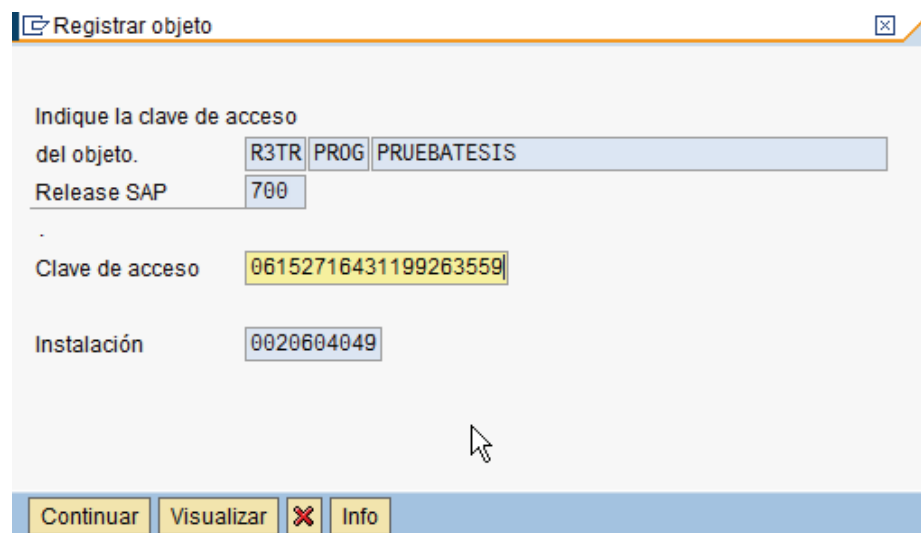 Registrar objeto
Indique la clave de acceso
del objeto. R3TR PROG PRUEBATESIS
Release SAP 700
.
Clave de acceso 06152716431199263559
Instalación 0020604049
Continuar Visualizar Info